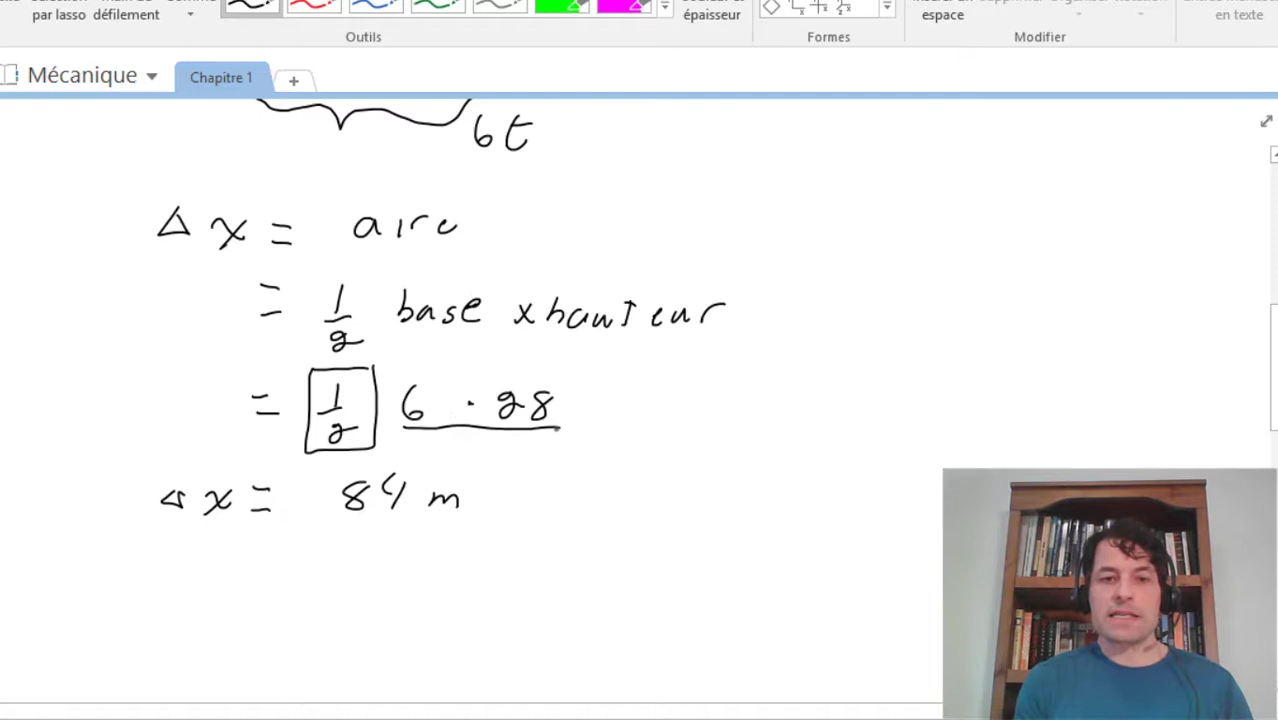 épaisseur
par lasso défilement
espace
en texte
Outils
Formes
Modifier
Mécanique
Chapitre 1
+
6t
Δx = aire
= 1/2 base x hauteur
= 1/2 6 · 28
Δx = 84 m